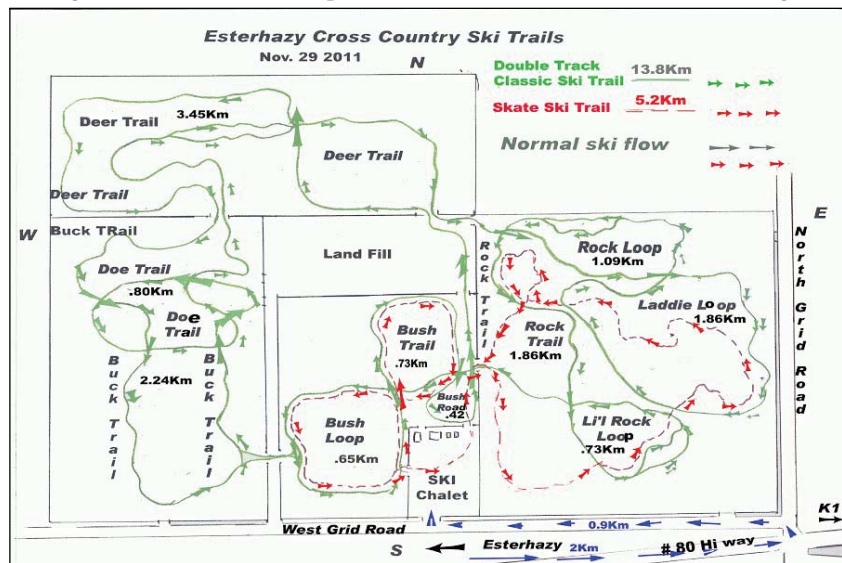 Esterhazy Cross Country Ski Trails
Nov. 29 2011
N
Double Track
Classic Ski Trail
13.8Km
Skate Ski Trail
5.2Km
Normal ski flow
Deer Trail
3.45Km
Deer Trail
Deer Trail
W
E
Buck TRail
Doe Trail
.80Km
Doe
Trail
Buck Trail
2.24Km
Buck Trail
Land Fill
Bush
Trail
.73Km
Bush
Road
.42
Bush
Loop
.65Km
SKI
Chalet
Rock Trail
Rock Loop
1.09Km
Laddie Loop
1.86Km
Rock
Trail
1.86Km
Li'l Rock
Loop
.73Km
North Grid Road
K1
West Grid Road
0.9Km
S
Esterhazy
2Km
# 80 Hi way